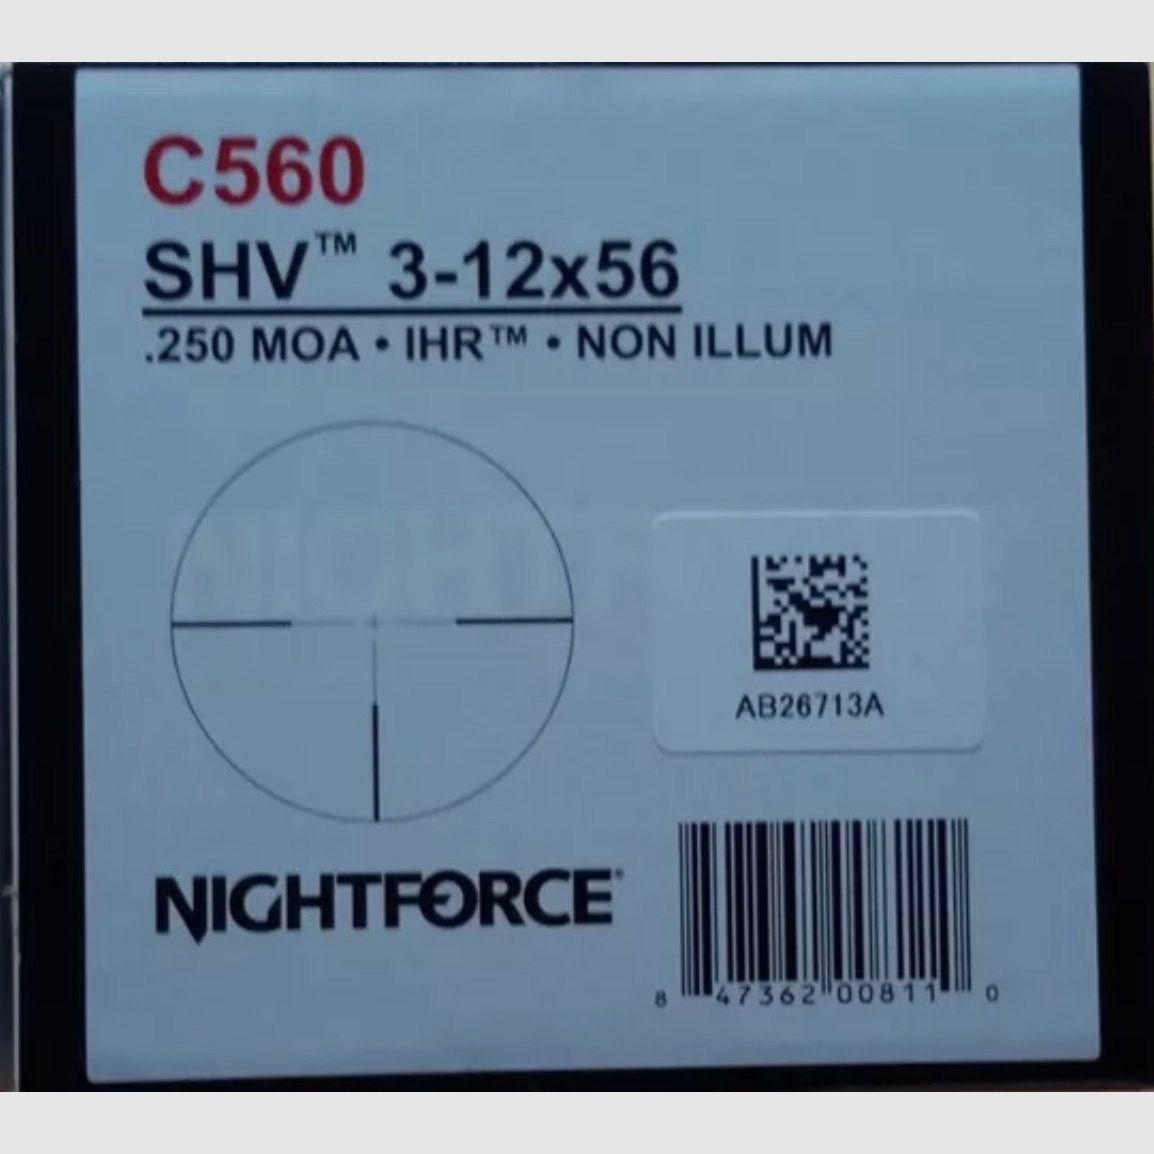 C560
SHV™ 3-12x56
.250 MOA • IHR™ • NON ILLUM
AB26713A
NIGHTFORCE®
8 47362 00811 0